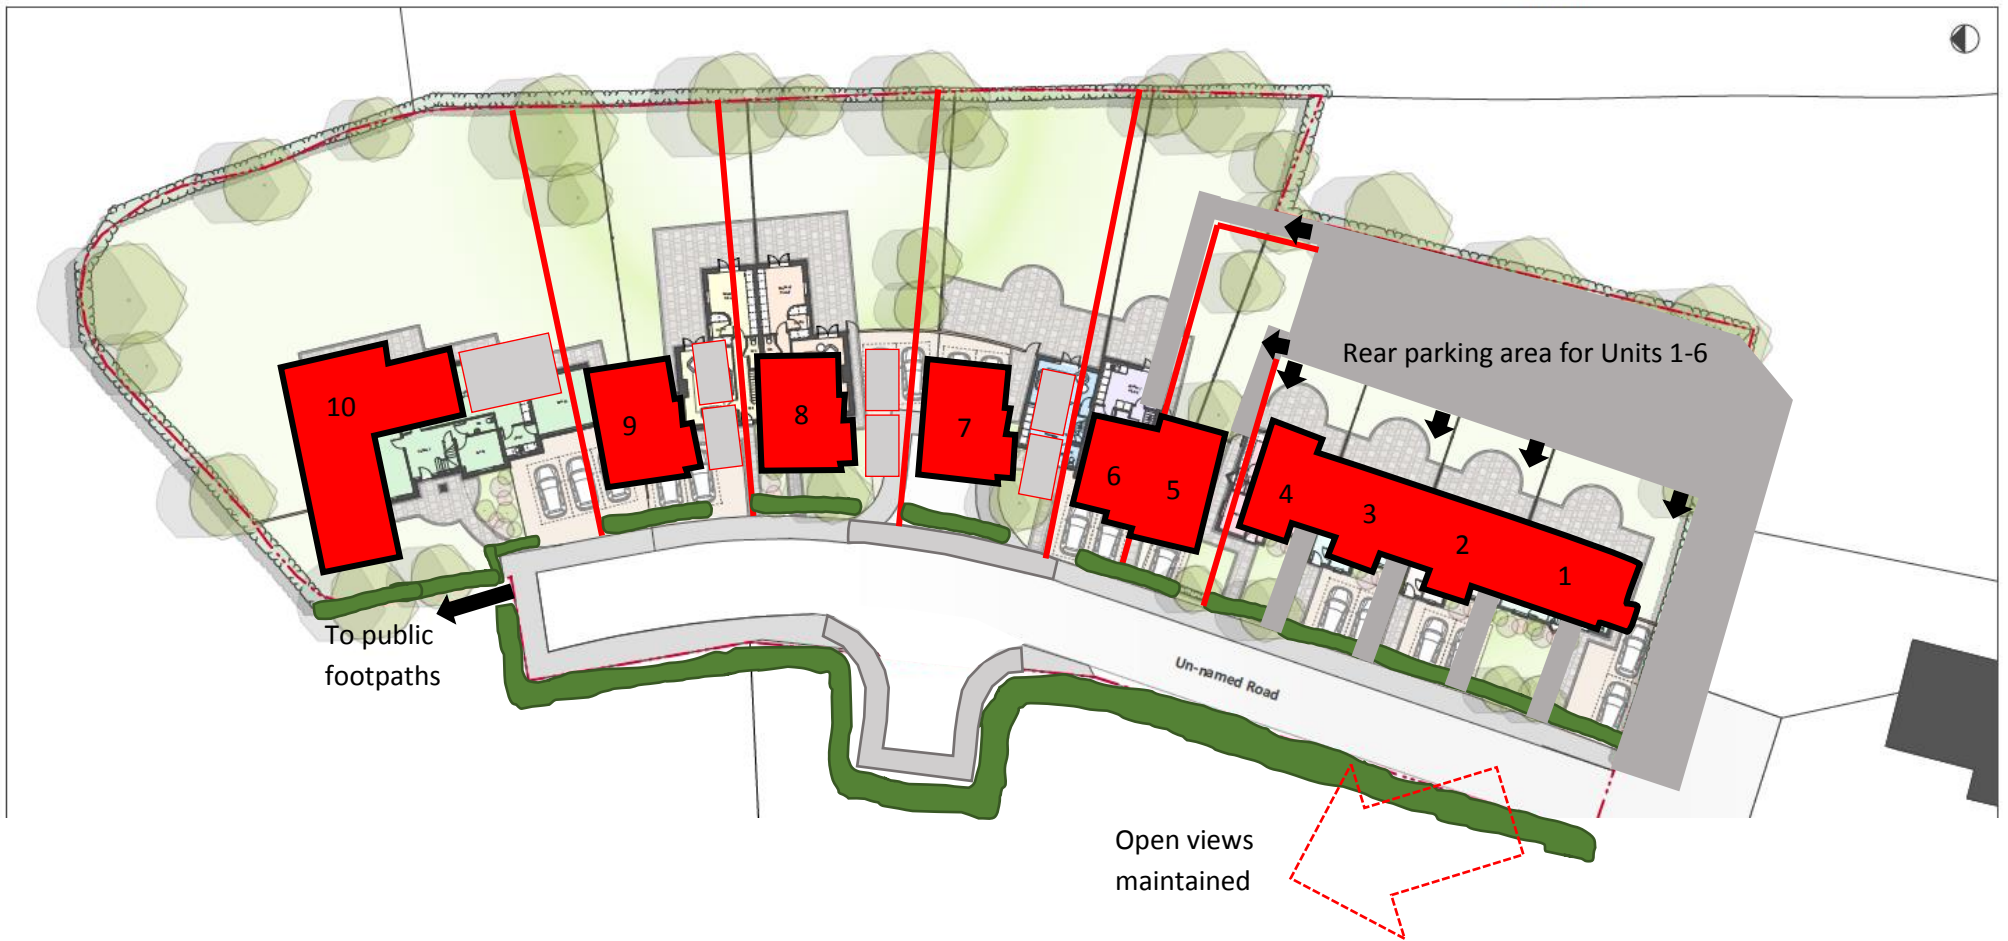 Rear parking area for Units 1-6
10
9
8
7
6
5
4
3
2
1
To public
footpaths
Un-named Road
Open views
maintained